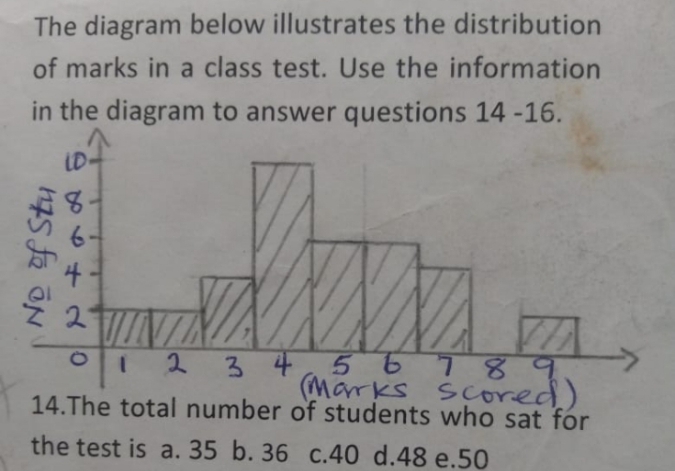 The diagram below illustrates the distribution
of marks in a class test. Use the information
in the diagram to answer questions 14 -16.
10
8
6
4
2
No of Sts
0 1 2 3 4 5 6 7 8 9
(Marks scored)
14.The total number of students who sat for
the test is a. 35 b. 36 c.40 d.48 e.50